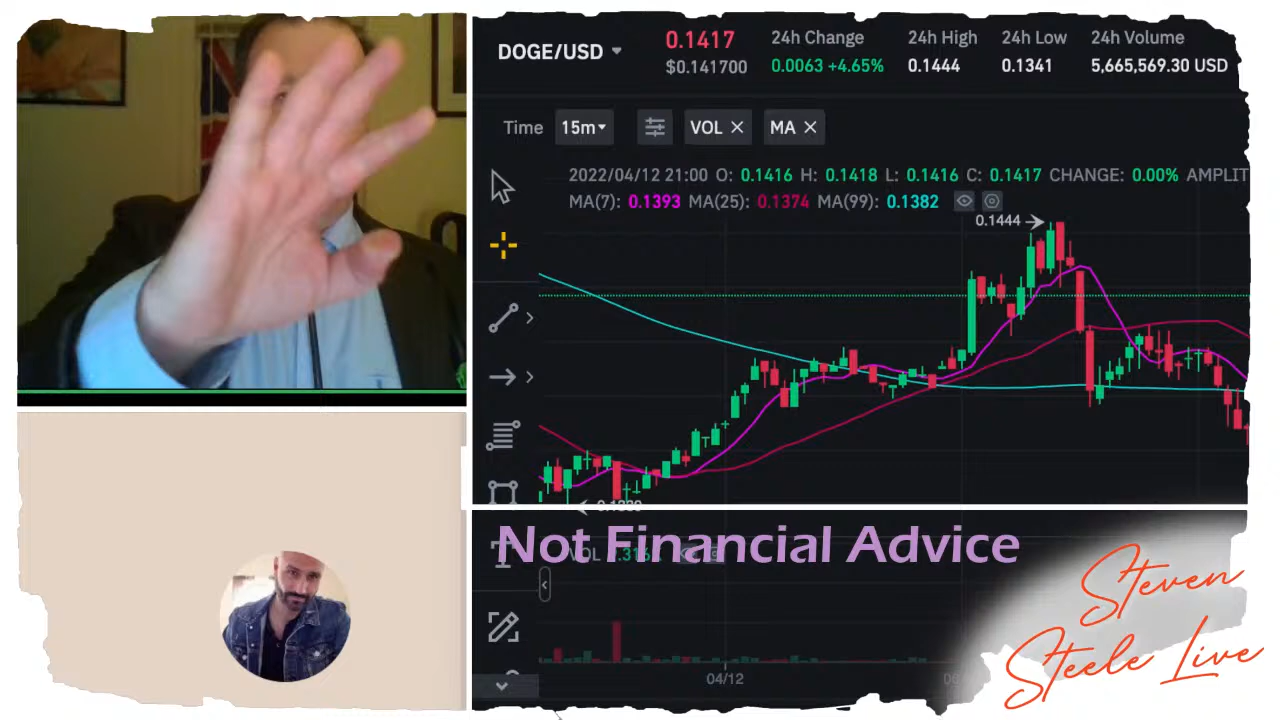 DOGE/USD
0.1417
$0.141700
24h Change
0.0063 +4.65%
24h High
0.1444
24h Low
0.1341
24h Volume
5,665,569.30 USD
Time 15m VOL MA
2022/04/12 21:00 O: 0.1416 H: 0.1418 L: 0.1416 C: 0.1417 CHANGE: 0.00% AMPLIT
MA(7): 0.1393 MA(25): 0.1374 MA(99): 0.1382
0.1444
Not Financial Advice
VOL
04/12
Steven
Steele Live